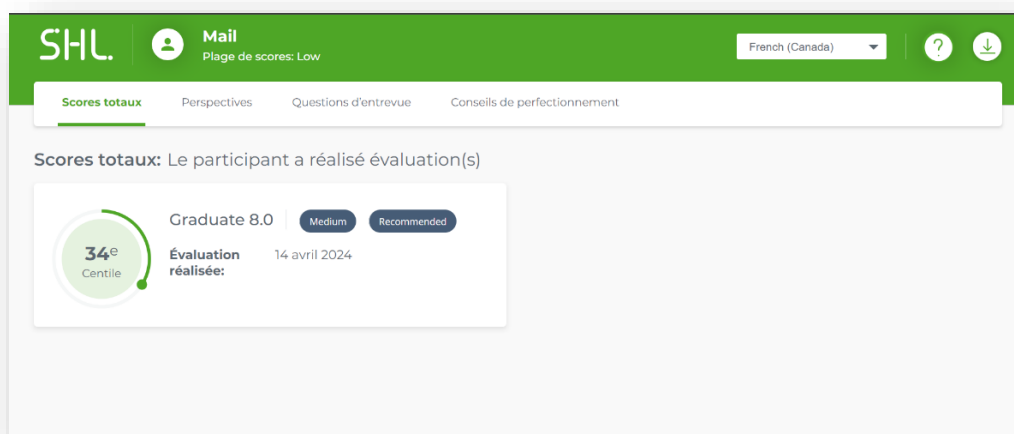 SHL.
Mail
Plage de scores: Low
French (Canada)
?
Scores totaux
Perspectives
Questions d'entrevue
Conseils de perfectionnement
Scores totaux: Le participant a réalisé évaluation(s)
34e
Centile
Graduate 8.0
Medium
Recommended
Évaluation réalisée:
14 avril 2024